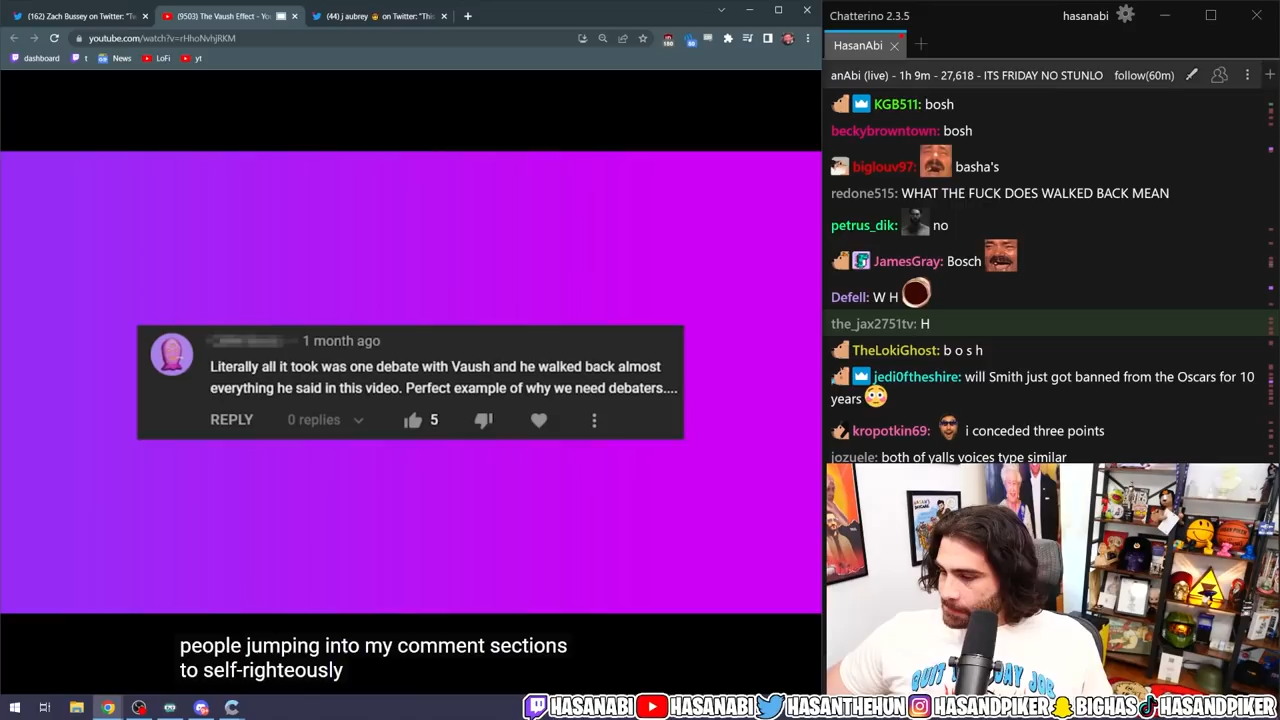 (162) Zach Bussey on Twitter: "Tw
(9503) The Vaush Effect - Yo
(44) j aubrey on Twitter: "This
youtube.com/watch?v=rHhoNvhjRKM
dashboard
t
News
LoFi
yt
1 month ago
Literally all it took was one debate with Vaush and he walked back almost
everything he said in this video. Perfect example of why we need debaters....
REPLY 0 replies 5
people jumping into my comment sections
to self-righteously
Chatterino 2.3.5
hasanabi
HasanAbi
anAbi (live) - 1h 9m - 27,618 - ITS FRIDAY NO STUNLO
follow(60m)
KGB511: bosh
beckybrowntown: bosh
biglouv97: basha's
redone515: WHAT THE FUCK DOES WALKED BACK MEAN
petrus_dik: no
JamesGray: Bosch
Defell: W H
the_jax2751tv: H
TheLokiGhost: b o s h
jedi0ftheshire: will Smith just got banned from the Oscars for 10
years
kropotkin69: i conceded three points
jozuele: both of yalls voices type similar
QUIT
JOB
HASANABI HASANABI HASANTHEHUN HASANDPIKER BIGHAS HASANDPIKER